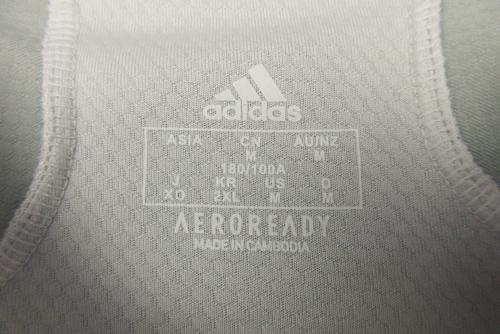 adidas
ASIA CN AU/NZ
M M
180/100A
J KR US D
XO 2XL M M
AEROREADY
MADE IN CAMBODIA